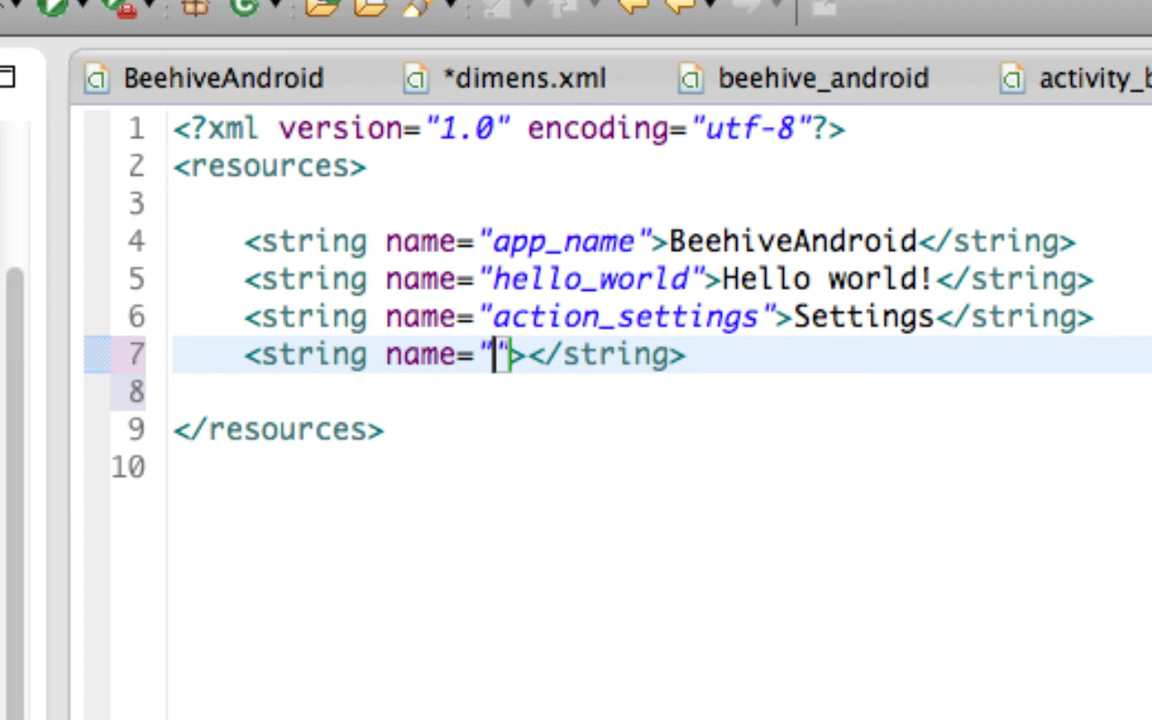 BeehiveAndroid *dimens.xml beehive_android activity_b
1 <?xml version="1.0" encoding="utf-8"?>
2 <resources>
3
4 <string name="app_name">BeehiveAndroid</string>
5 <string name="hello_world">Hello world!</string>
6 <string name="action_settings">Settings</string>
7 <string name=""></string>
8
9 </resources>
10